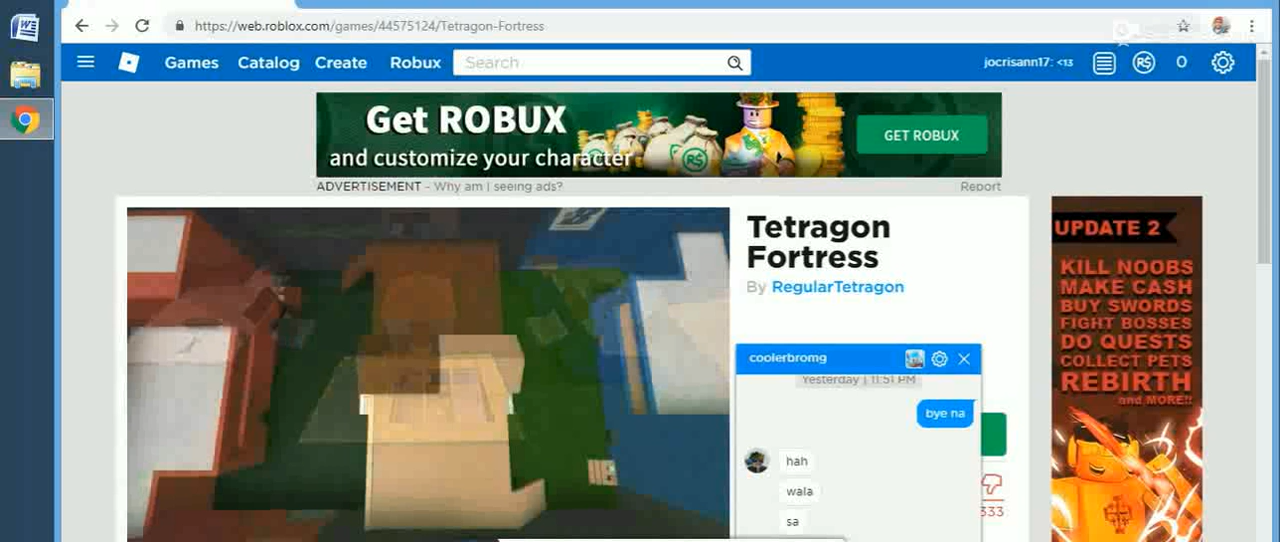 https://web.roblox.com/games/44575124/Tetragon-Fortress
Games Catalog Create Robux Search jocrisann17: <13 0
Get ROBUX
and customize your character
GET ROBUX
ADVERTISEMENT - Why am I seeing ads? Report
Tetragon
Fortress
By RegularTetragon
coolerbromg
Yesterday | 11:51 PM
bye na
hah
wala
sa
333
UPDATE 2
KILL NOOBS
MAKE CASH
BUY SWORDS
FIGHT BOSSES
DO QUESTS
COLLECT PETS
REBIRTH
and MORE!!